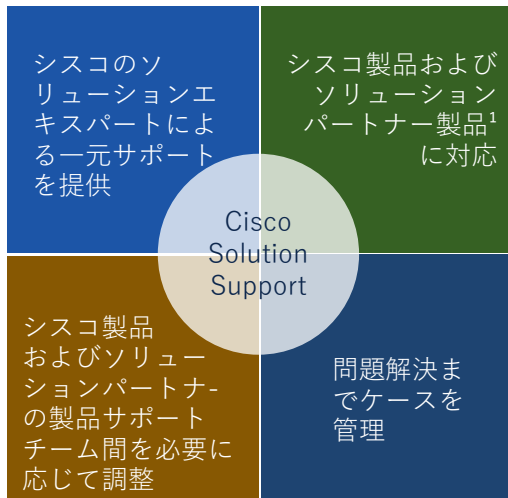 シスコのソ
リューションエ
キスパートによ
る一元サポート
を提供
シスコ製品および
ソリューション
パートナー製品¹
に対応
Cisco
Solution
Support
シスコ製品
およびソリュー
ションパートナ-
の製品サポート
チーム間を必要に
応じて調整
問題解決ま
でケースを
管理